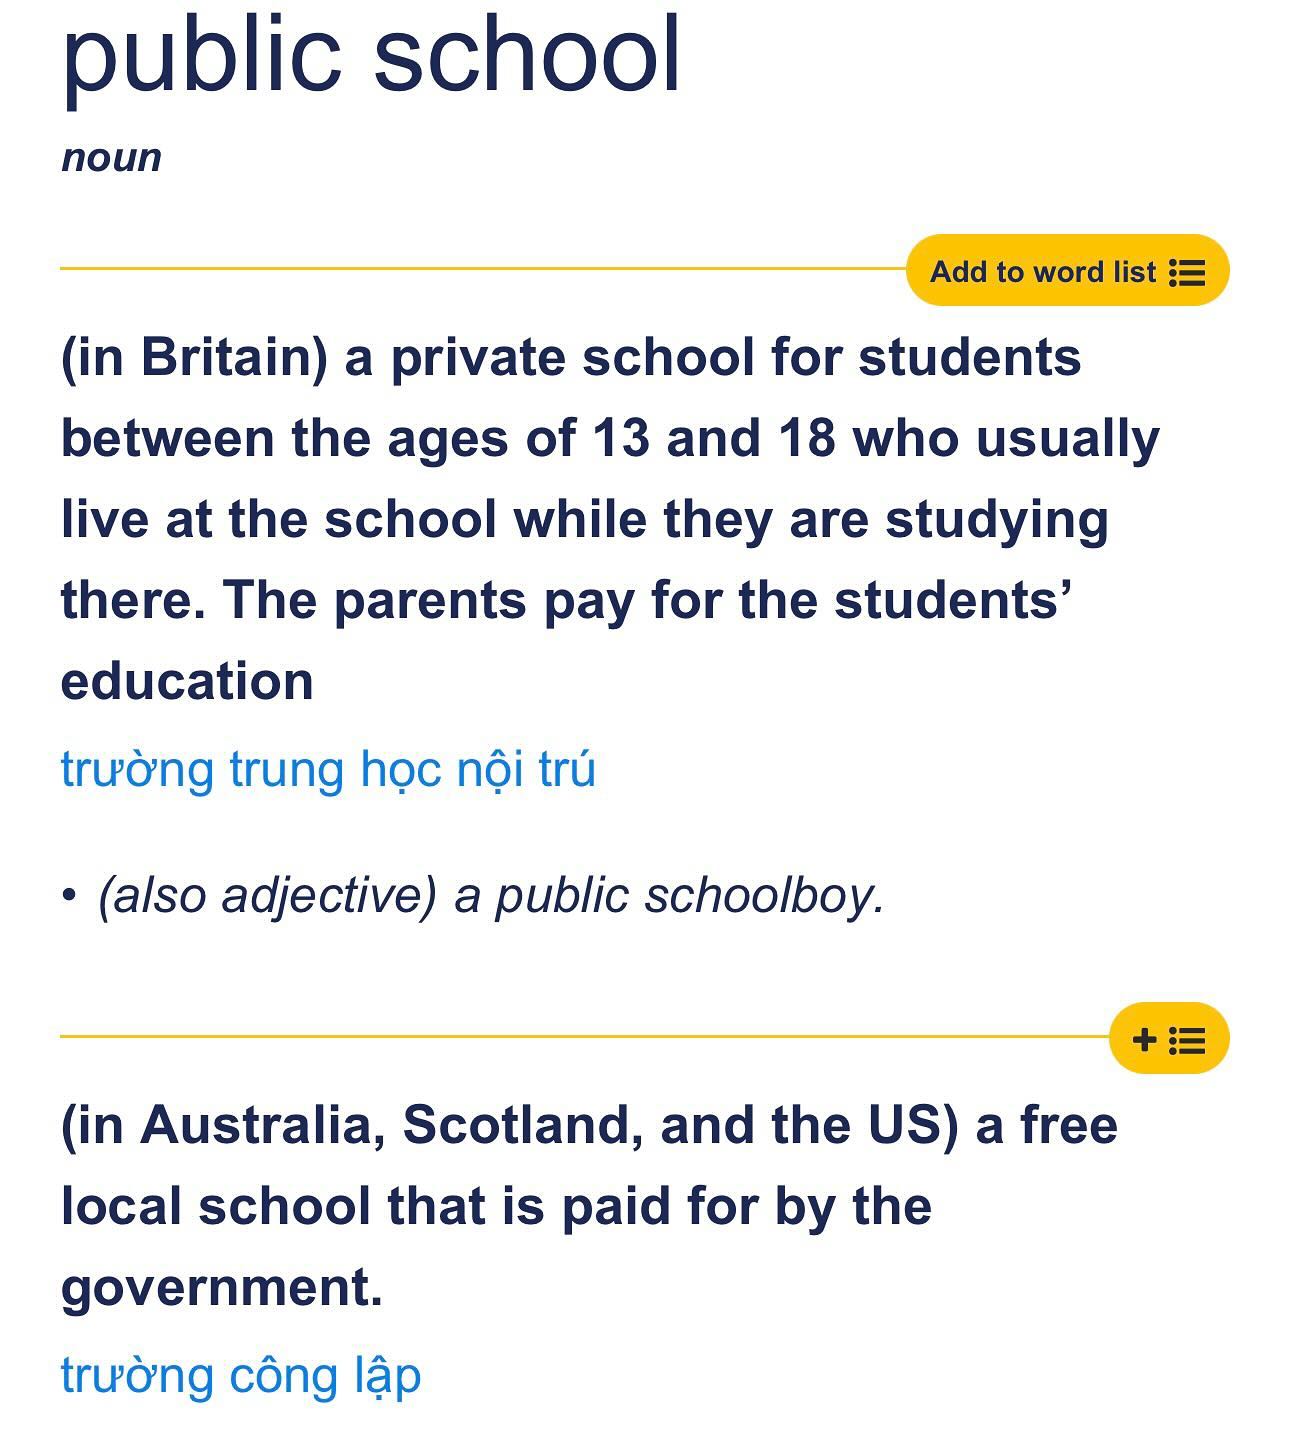 public school
noun
Add to word list
(in Britain) a private school for students
between the ages of 13 and 18 who usually
live at the school while they are studying
there. The parents pay for the students’
education
trường trung học nội trú
• (also adjective) a public schoolboy.
+
(in Australia, Scotland, and the US) a free
local school that is paid for by the
government.
trường công lập